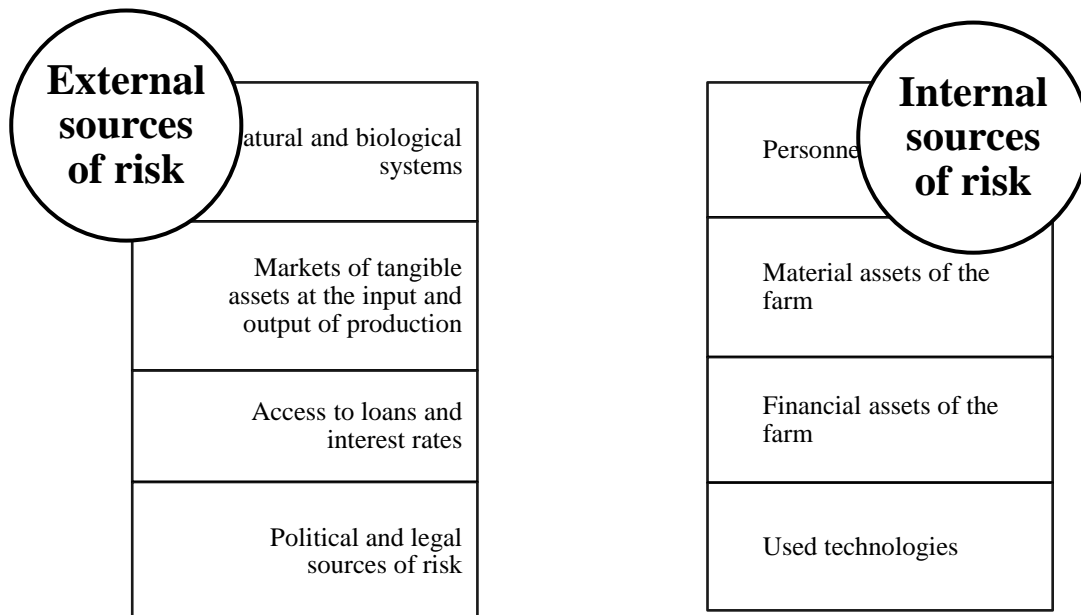 External
sources
of risk
atural and biological
systems
Markets of tangible
assets at the input and
output of production
Access to loans and
interest rates
Political and legal
sources of risk
Internal
sources
of risk
Personne
Material assets of the
farm
Financial assets of the
farm
Used technologies